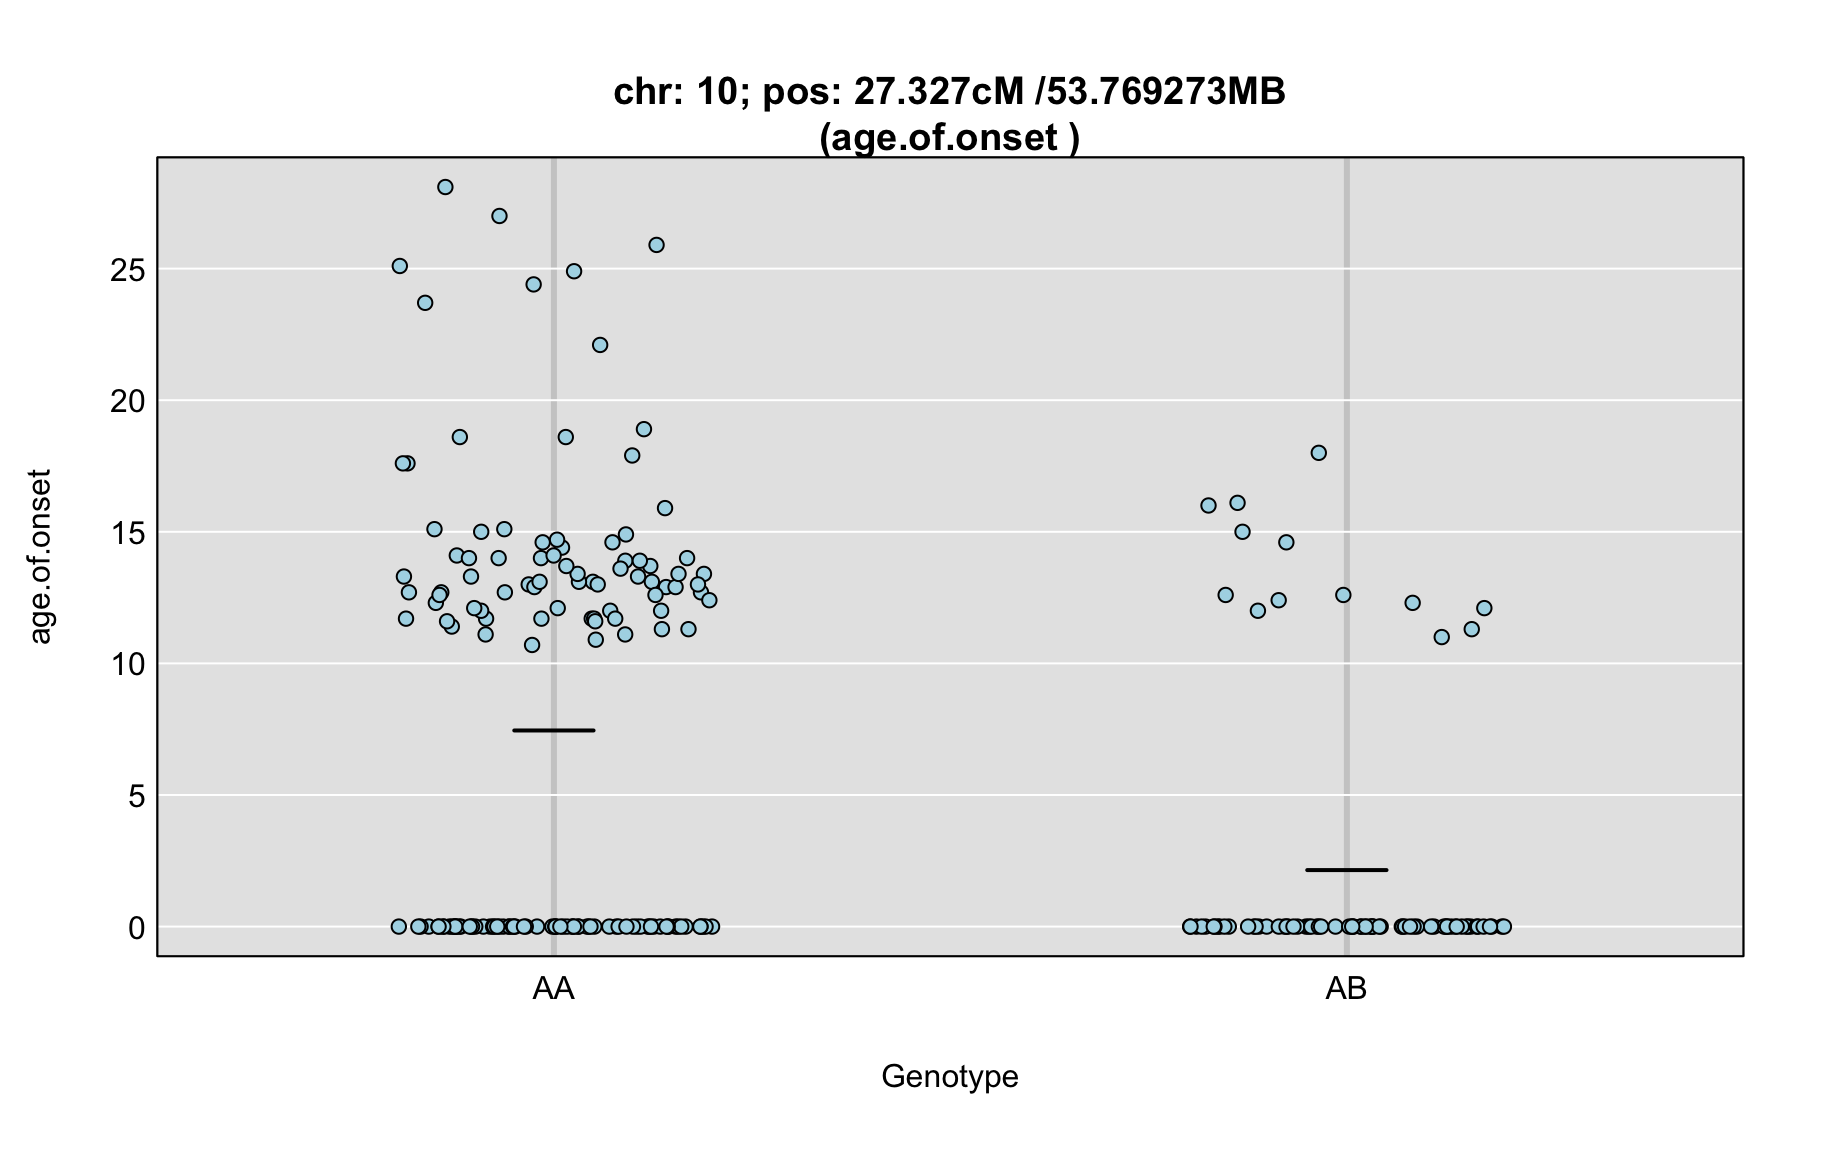 chr: 10; pos: 27.327cM /53.769273MB
(age.of.onset )
age.of.onset
25
20
15
10
5
0
AA
AB
Genotype